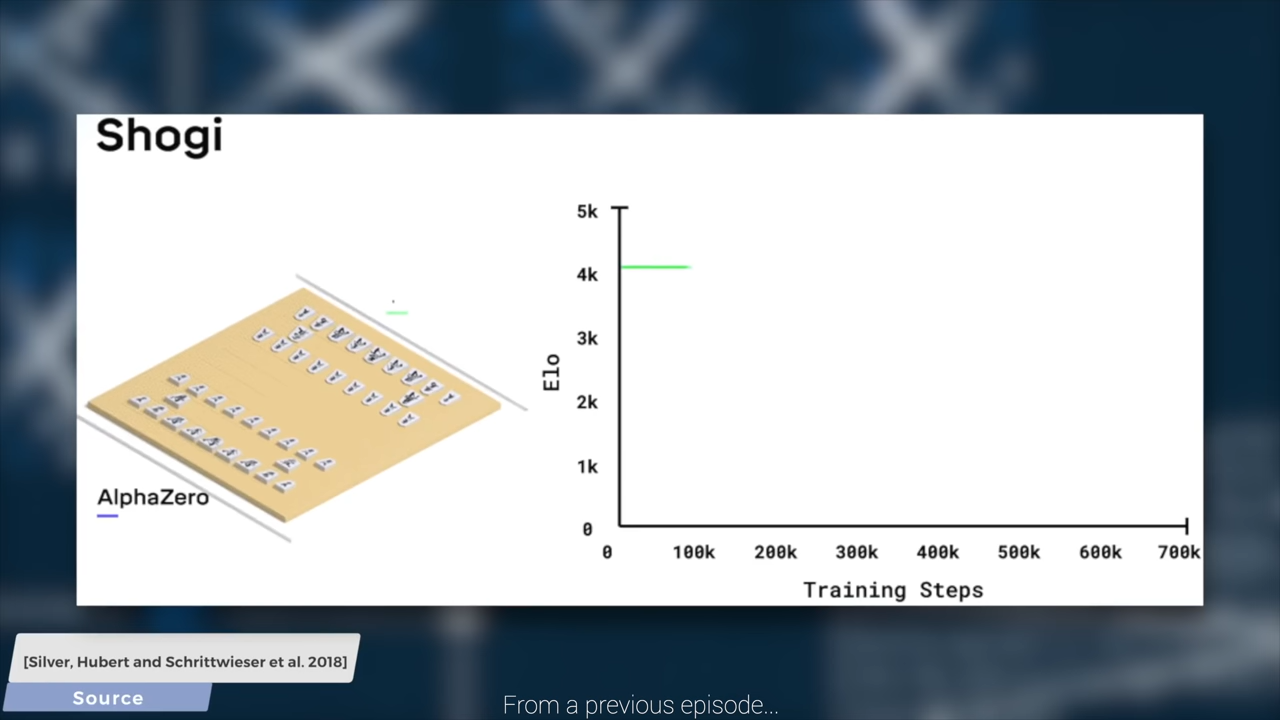 Shogi
AlphaZero
Elo
5k
4k
3k
2k
1k
0
0 100k 200k 300k 400k 500k 600k 700k
Training Steps
[Silver, Hubert and Schrittwieser et al. 2018]
Source
From a previous episode...